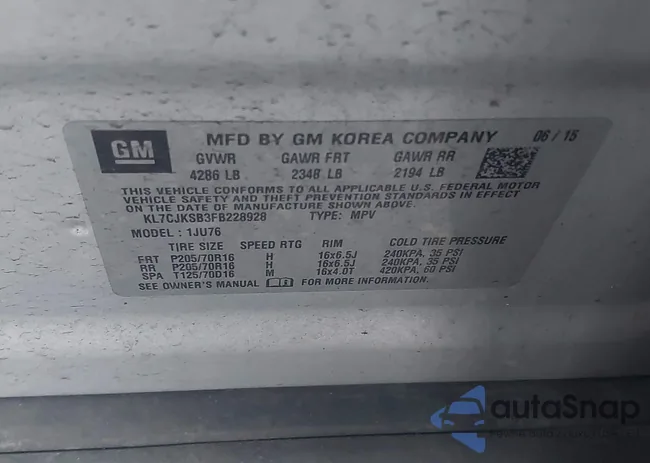 GM
MFD BY GM KOREA COMPANY 06 / 15
GVWR GAWR FRT GAWR RR
4286 LB 2348 LB 2194 LB
THIS VEHICLE CONFORMS TO ALL APPLICABLE U.S. FEDERAL MOTOR
VEHICLE SAFETY AND THEFT PREVENTION STANDARDS IN EFFECT
ON THE DATE OF MANUFACTURE SHOWN ABOVE.
KL7CJKSB3FB228928 TYPE: MPV
MODEL : 1JU76
TIRE SIZE SPEED RTG RIM COLD TIRE PRESSURE
FRT P205/70R16 H 16x6.5J 240KPA, 35 PSI
RR P205/70R16 H 16x6.5J 240KPA, 35 PSI
SPA T125/70D16 M 16x4.0T 420KPA, 60 PSI
SEE OWNER'S MANUAL FOR MORE INFORMATION.
autoSnap